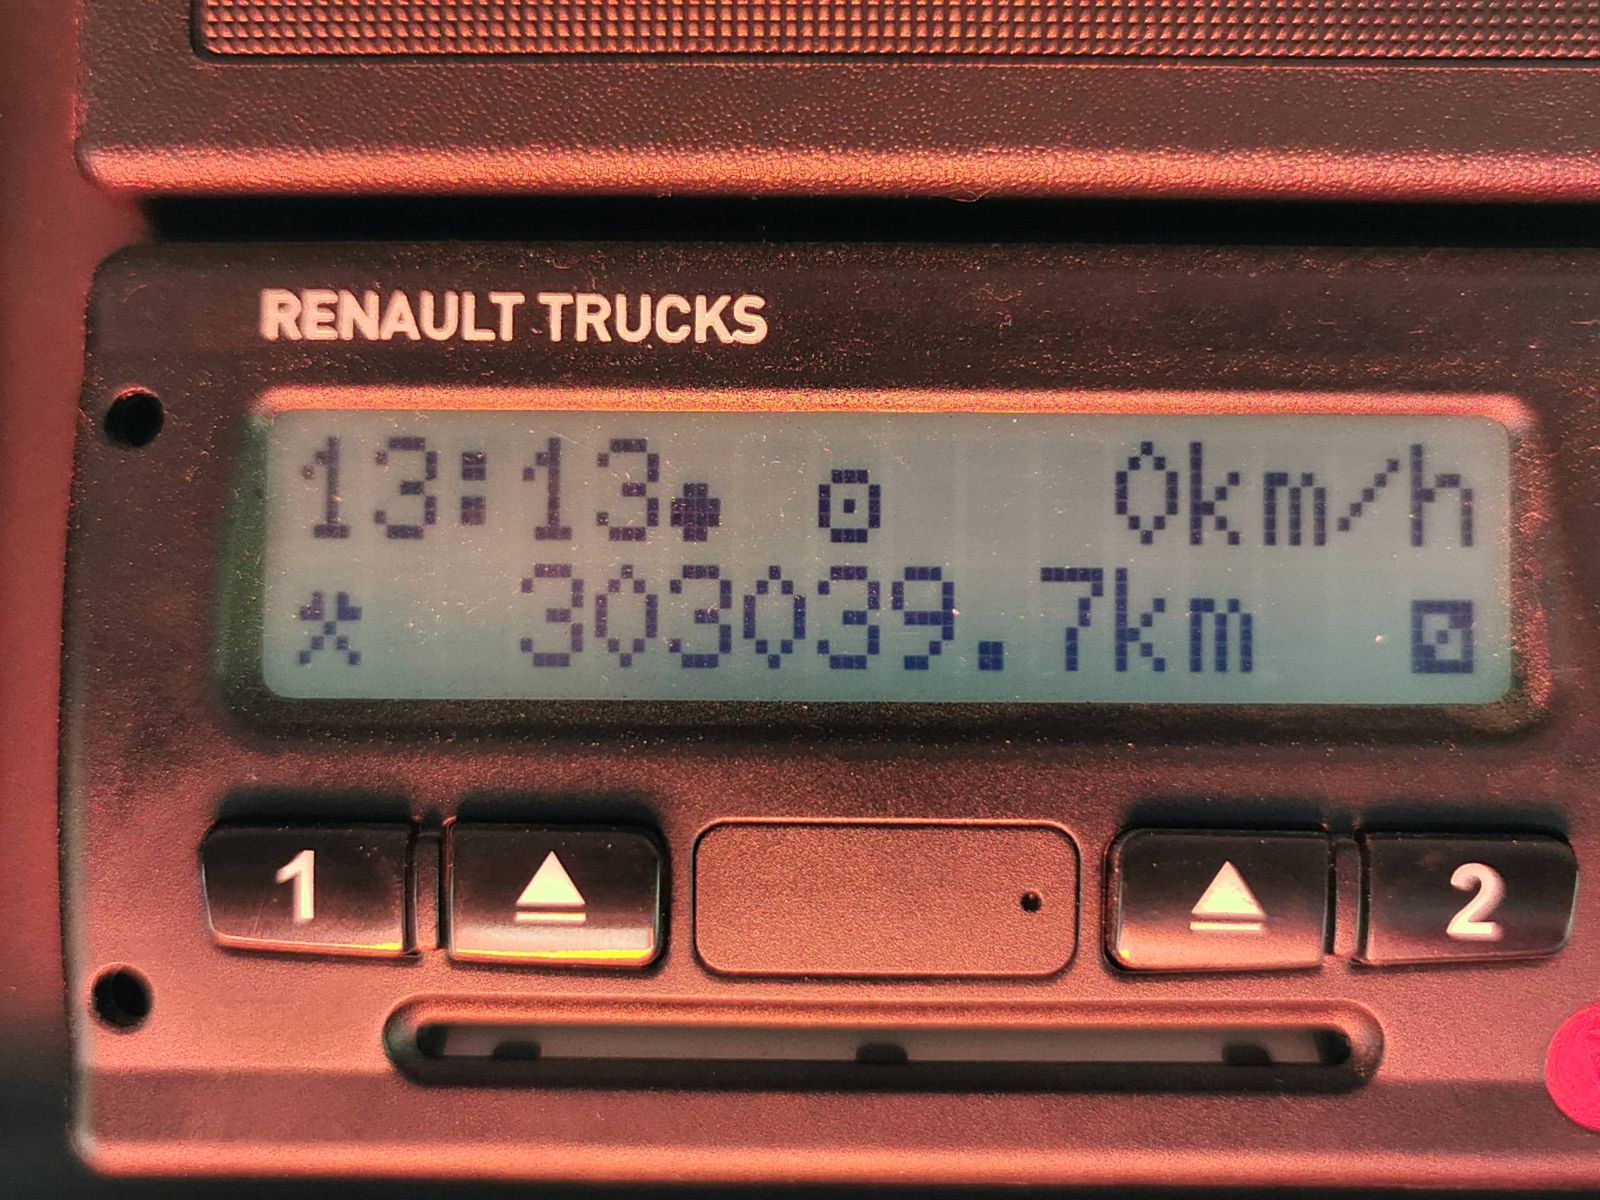 RENAULT TRUCKS
13:13 0km/h
303039.7km
1 2